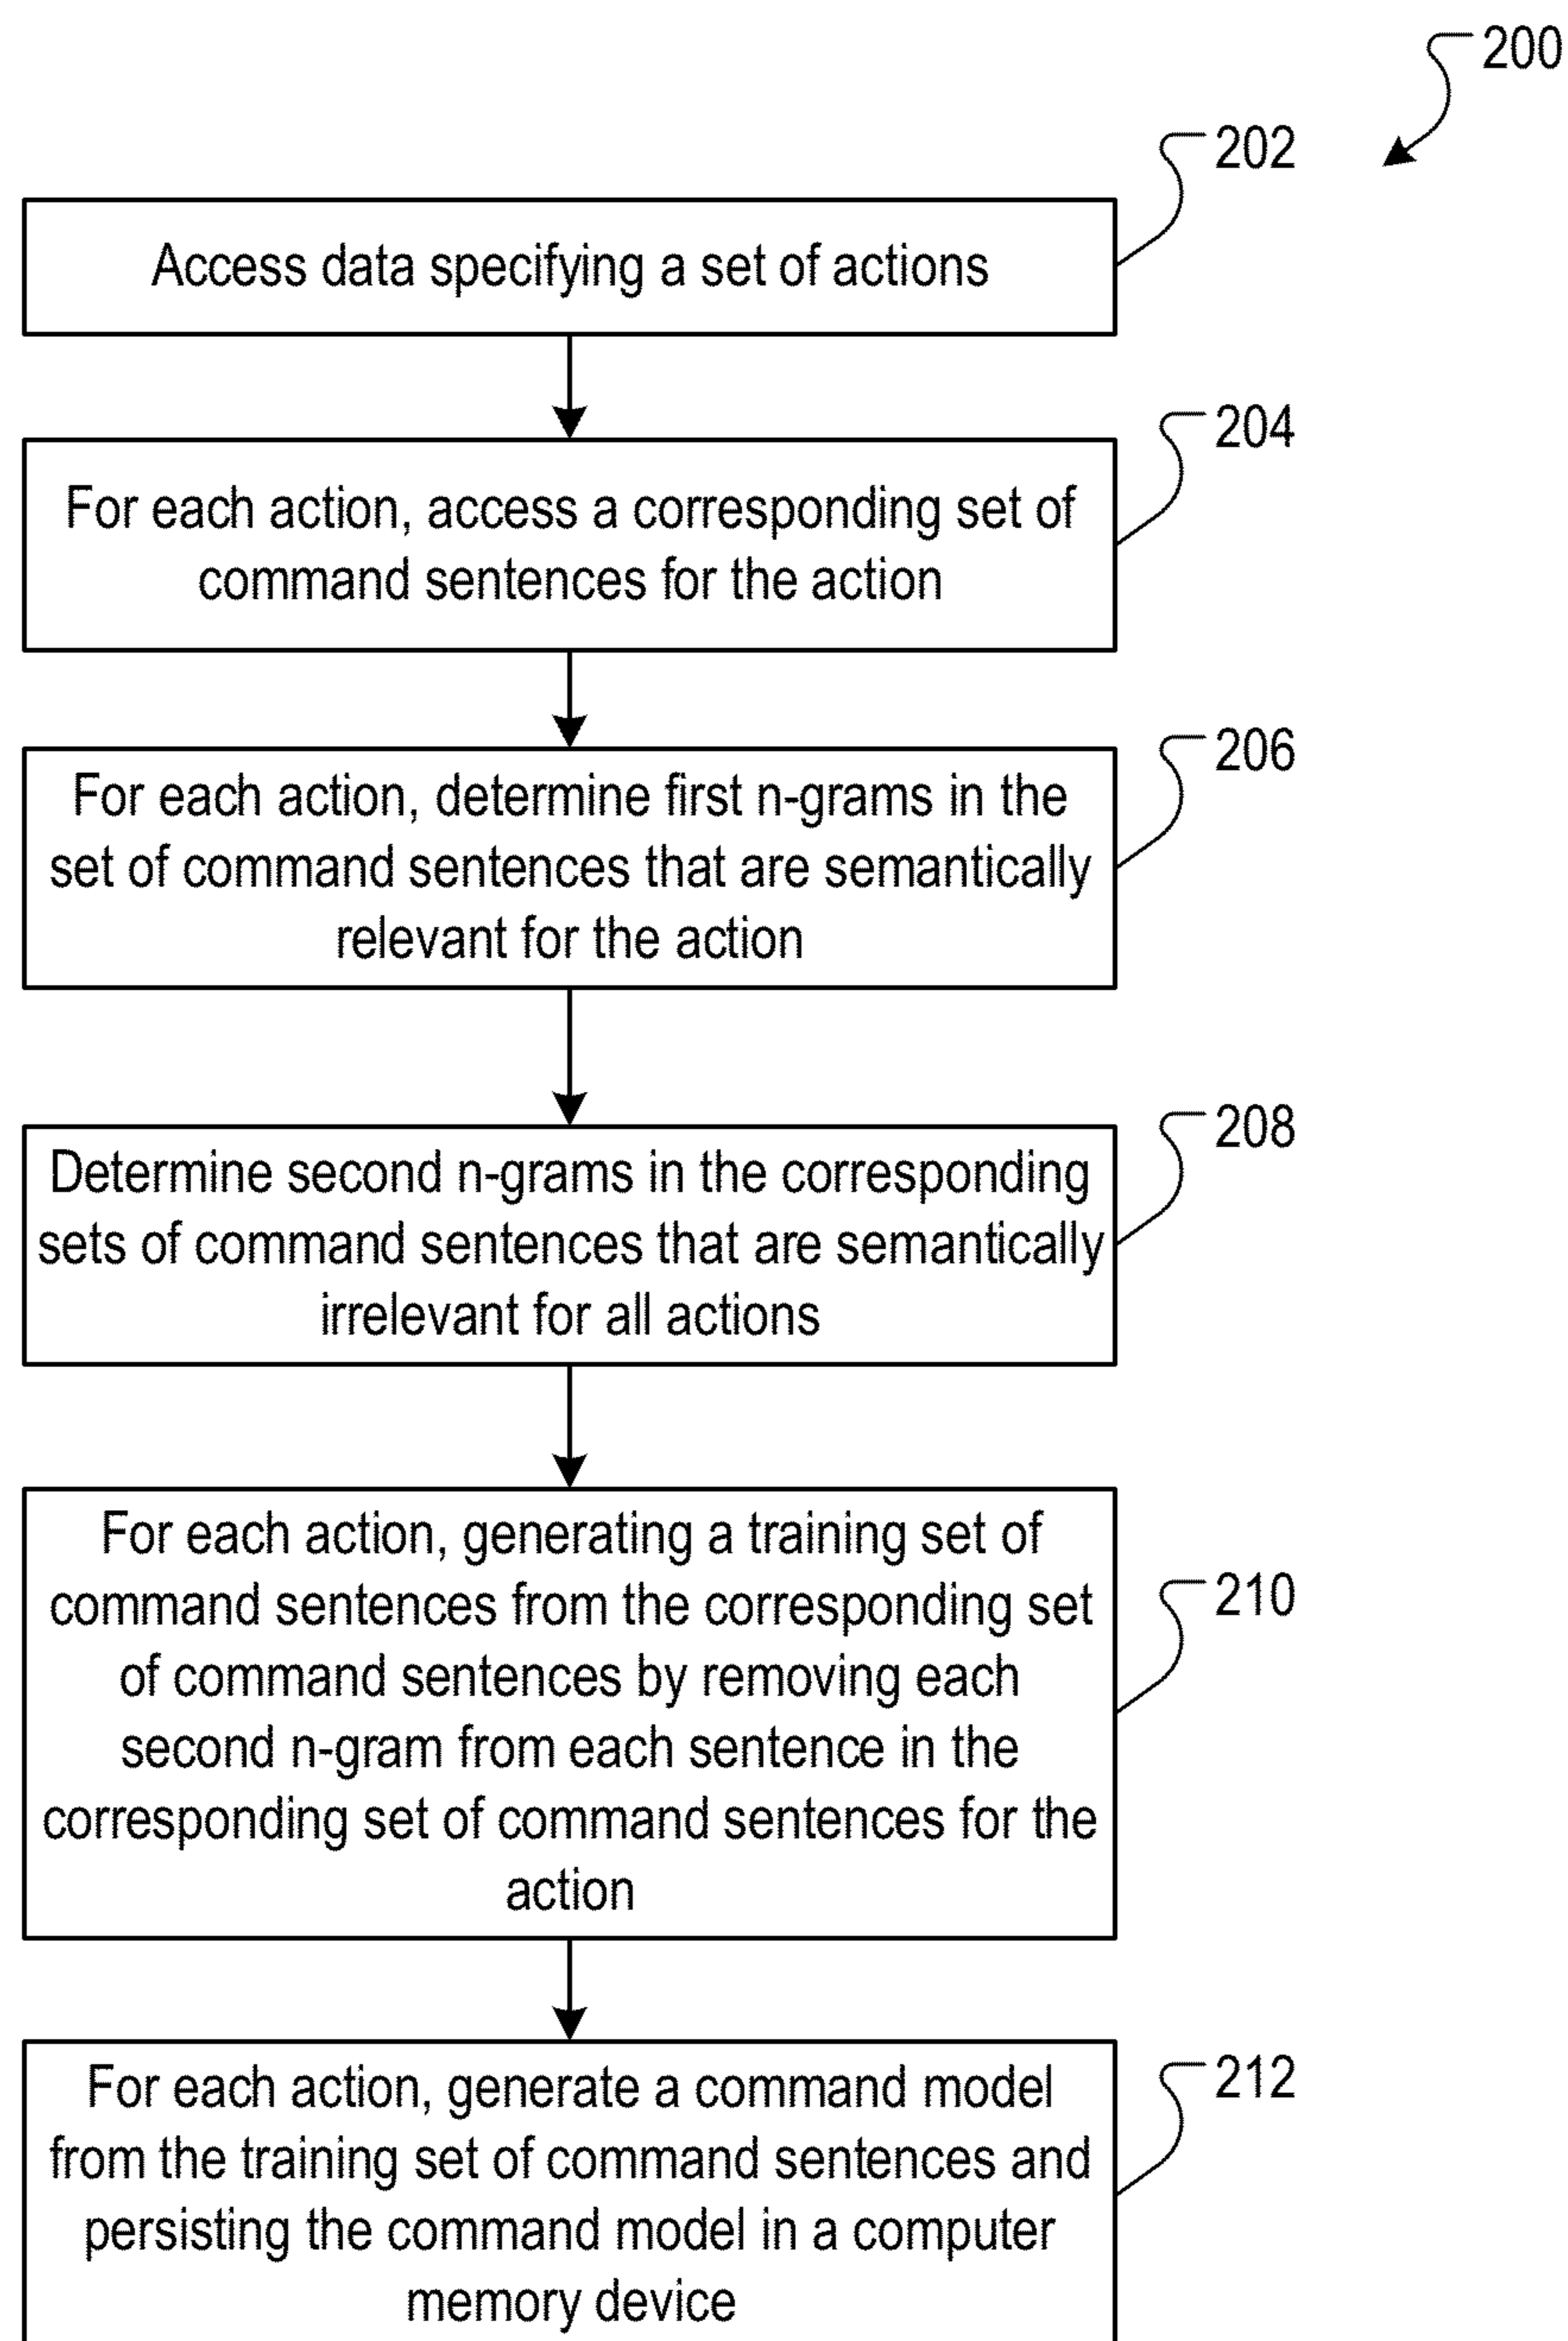 200
202
Access data specifying a set of actions
204
For each action, access a corresponding set of
command sentences for the action
206
For each action, determine first n-grams in the
set of command sentences that are semantically
relevant for the action
208
Determine second n-grams in the corresponding
sets of command sentences that are semantically
irrelevant for all actions
210
For each action, generating a training set of
command sentences from the corresponding set
of command sentences by removing each
second n-gram from each sentence in the
corresponding set of command sentences for the
action
212
For each action, generate a command model
from the training set of command sentences and
persisting the command model in a computer
memory device